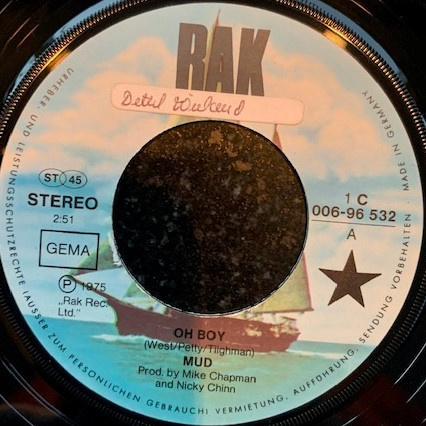 RAK
ST 45
STEREO
2:51
GEMA
℗ 1975
„Rak Rec.
Ltd.”
1 C
006-96 532
A
OH BOY
(West/Petty/Tilghman)
MUD
Prod. by Mike Chapman
and Nicky Chinn
URHEBER- UND LEISTUNGSSCHUTZRECHTE (AUSSER ZUM PERSÖNLICHEN GEBRAUCH) VERMIETUNG, AUFFÜHRUNG, SENDUNG VORBEHALTEN · MADE IN GERMANY